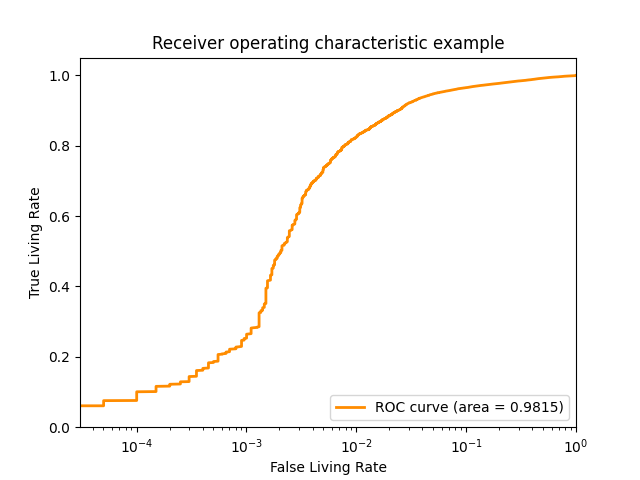 Receiver operating characteristic example
True Living Rate
1.0
0.8
0.6
0.4
0.2
0.0
ROC curve (area = 0.9815)
10⁻⁴
10⁻³
10⁻²
10⁻¹
10⁰
False Living Rate